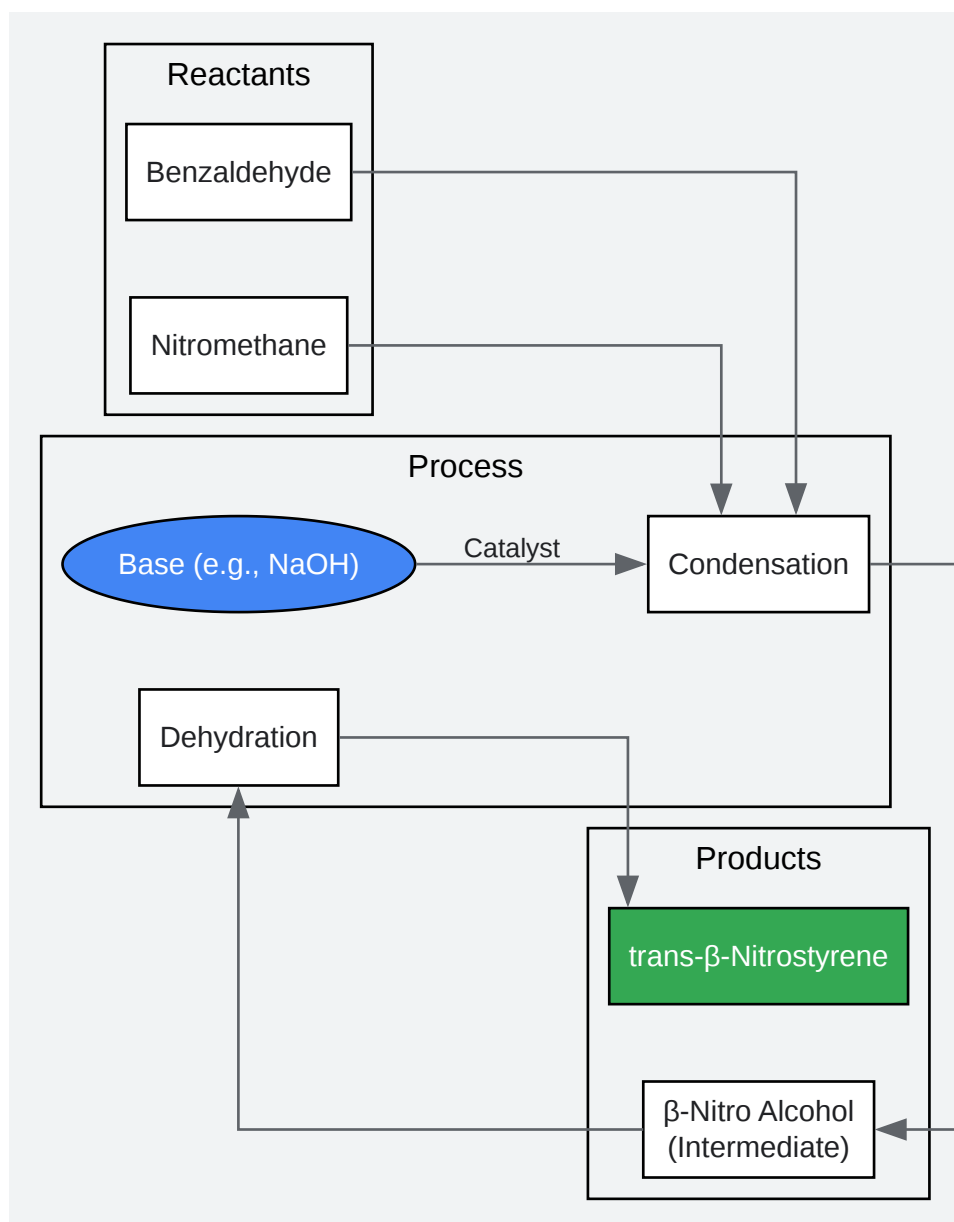 Reactants
Benzaldehyde
Nitromethane
Process
Base (e.g., NaOH)
Catalyst
Condensation
Dehydration
Products
trans-β-Nitrostyrene
β-Nitro Alcohol
(Intermediate)